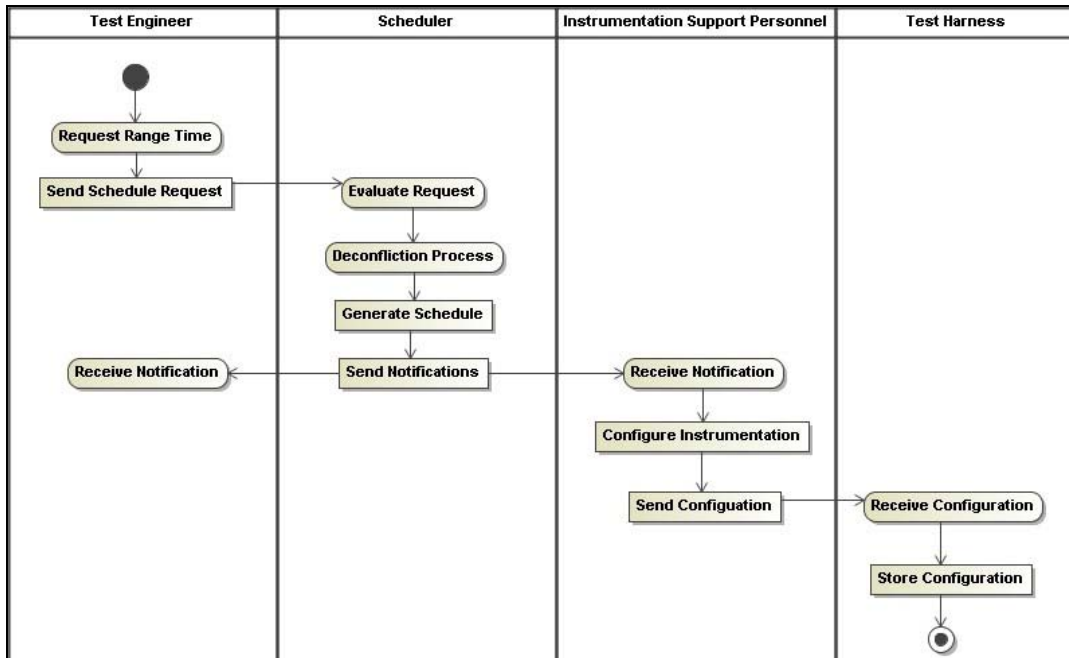 Test Engineer
Scheduler
Instrumentation Support Personnel
Test Harness
Request Range Time
Send Schedule Request
Evaluate Request
Deconfliction Process
Generate Schedule
Receive Notification
Send Notifications
Receive Notification
Configure Instrumentation
Send Configuation
Receive Configuration
Store Configuration